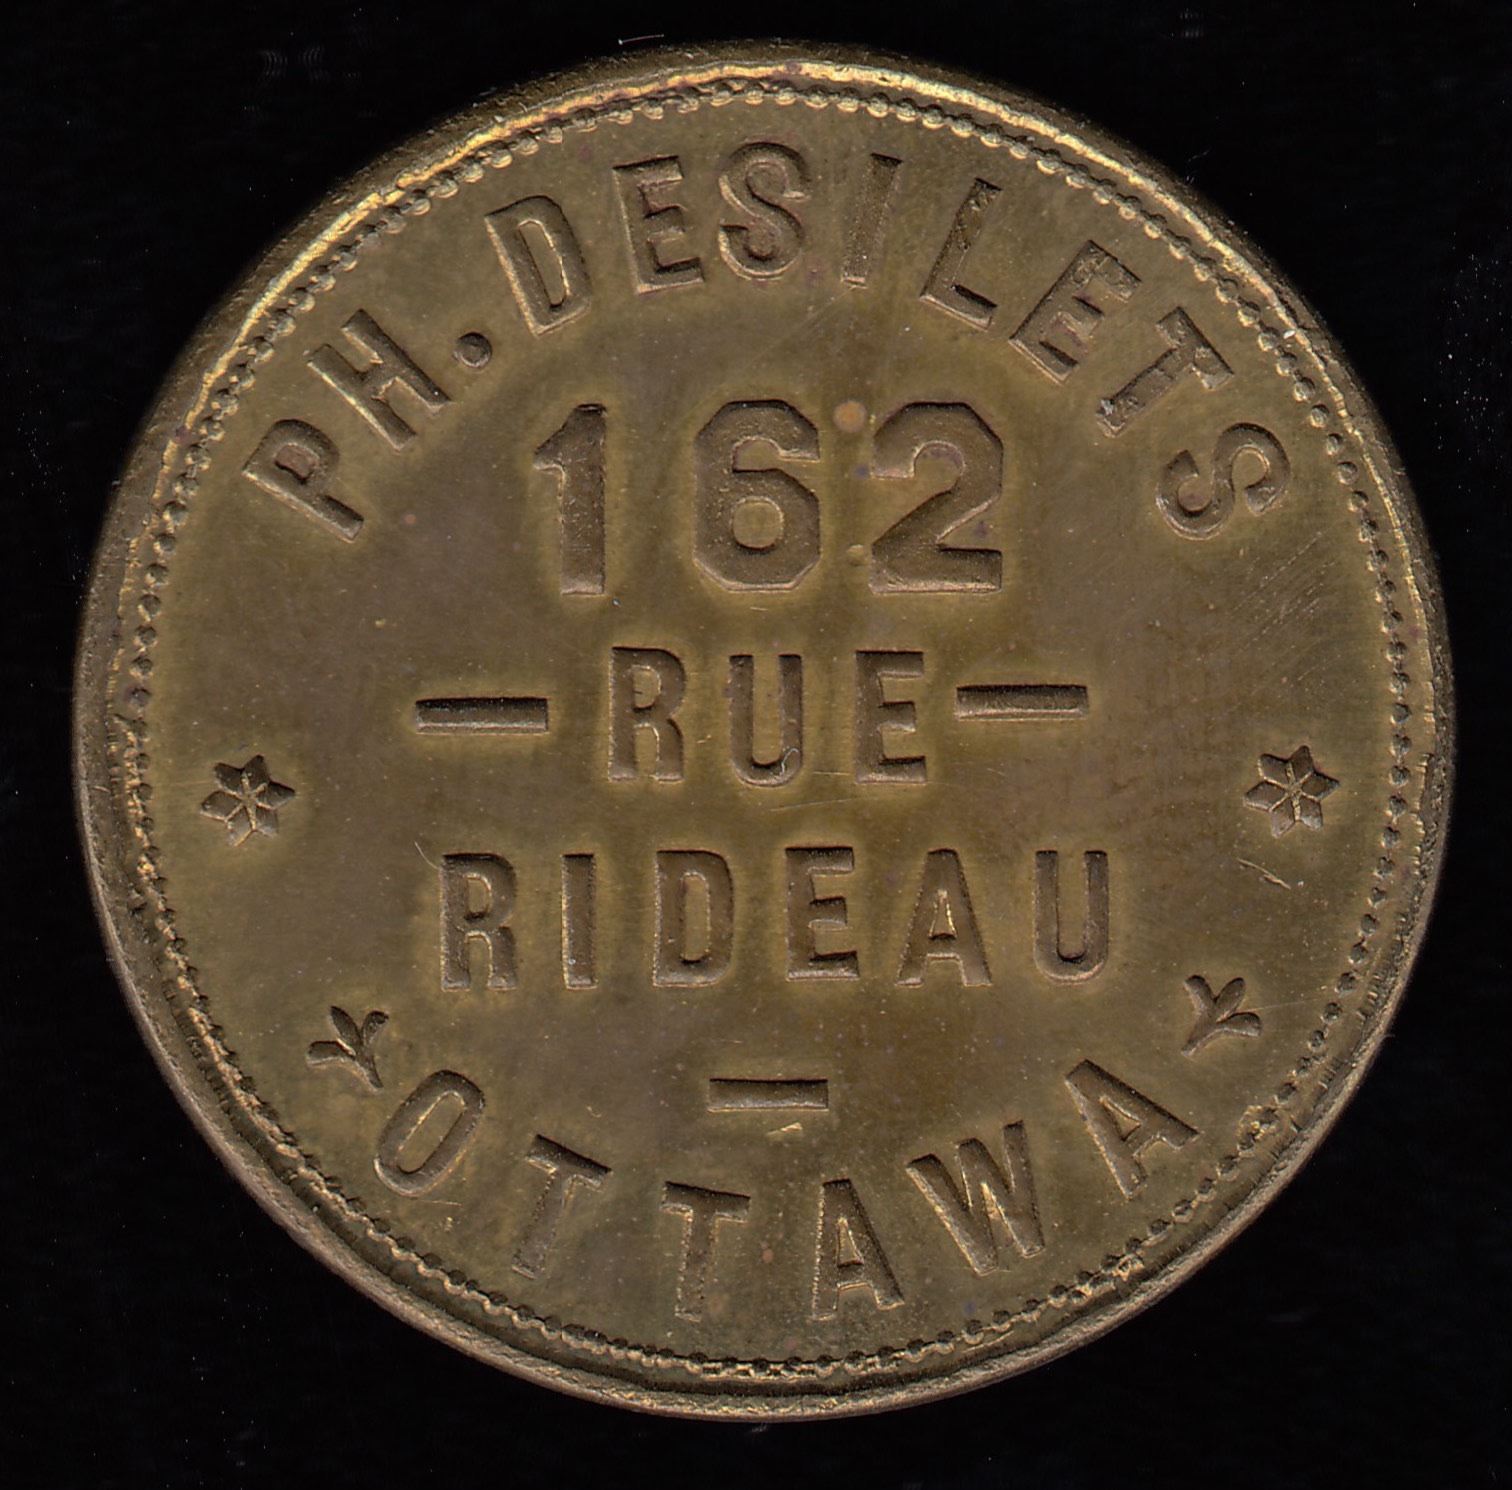 PH. DESILETS
162
— RUE —
RIDEAU
—
OTTAWA